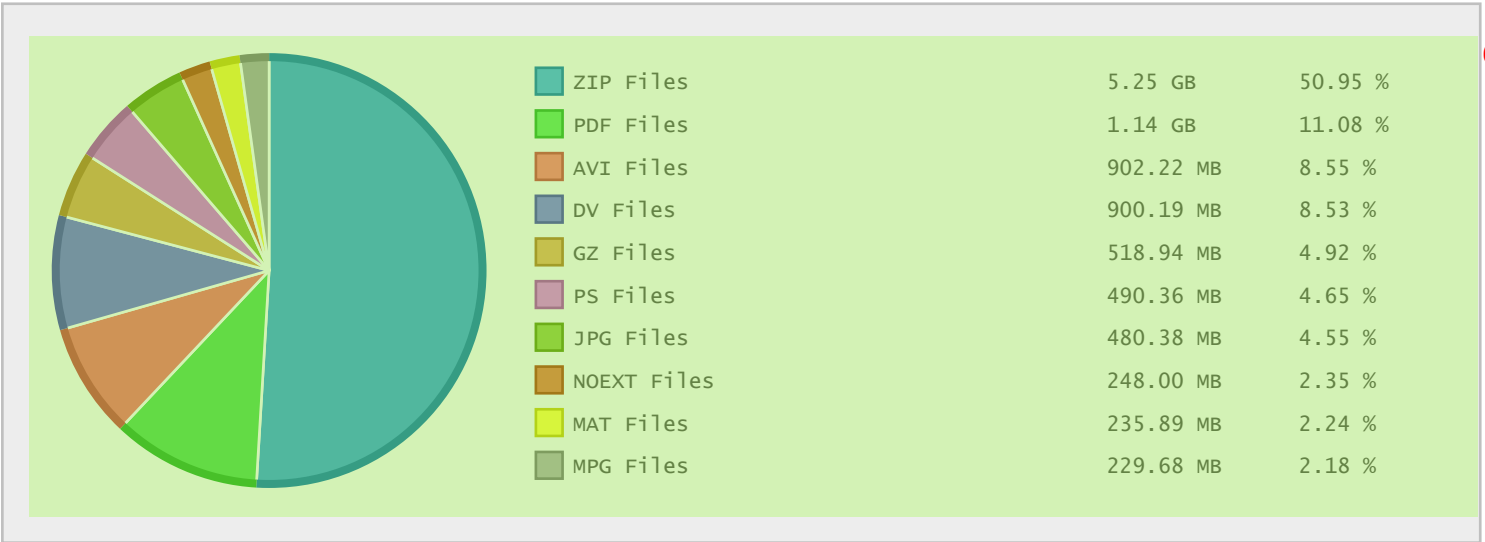 ZIP Files 5.25 GB 50.95 %
PDF Files 1.14 GB 11.08 %
AVI Files 902.22 MB 8.55 %
DV Files 900.19 MB 8.53 %
GZ Files 518.94 MB 4.92 %
PS Files 490.36 MB 4.65 %
JPG Files 480.38 MB 4.55 %
NOEXT Files 248.00 MB 2.35 %
MAT Files 235.89 MB 2.24 %
MPG Files 229.68 MB 2.18 %